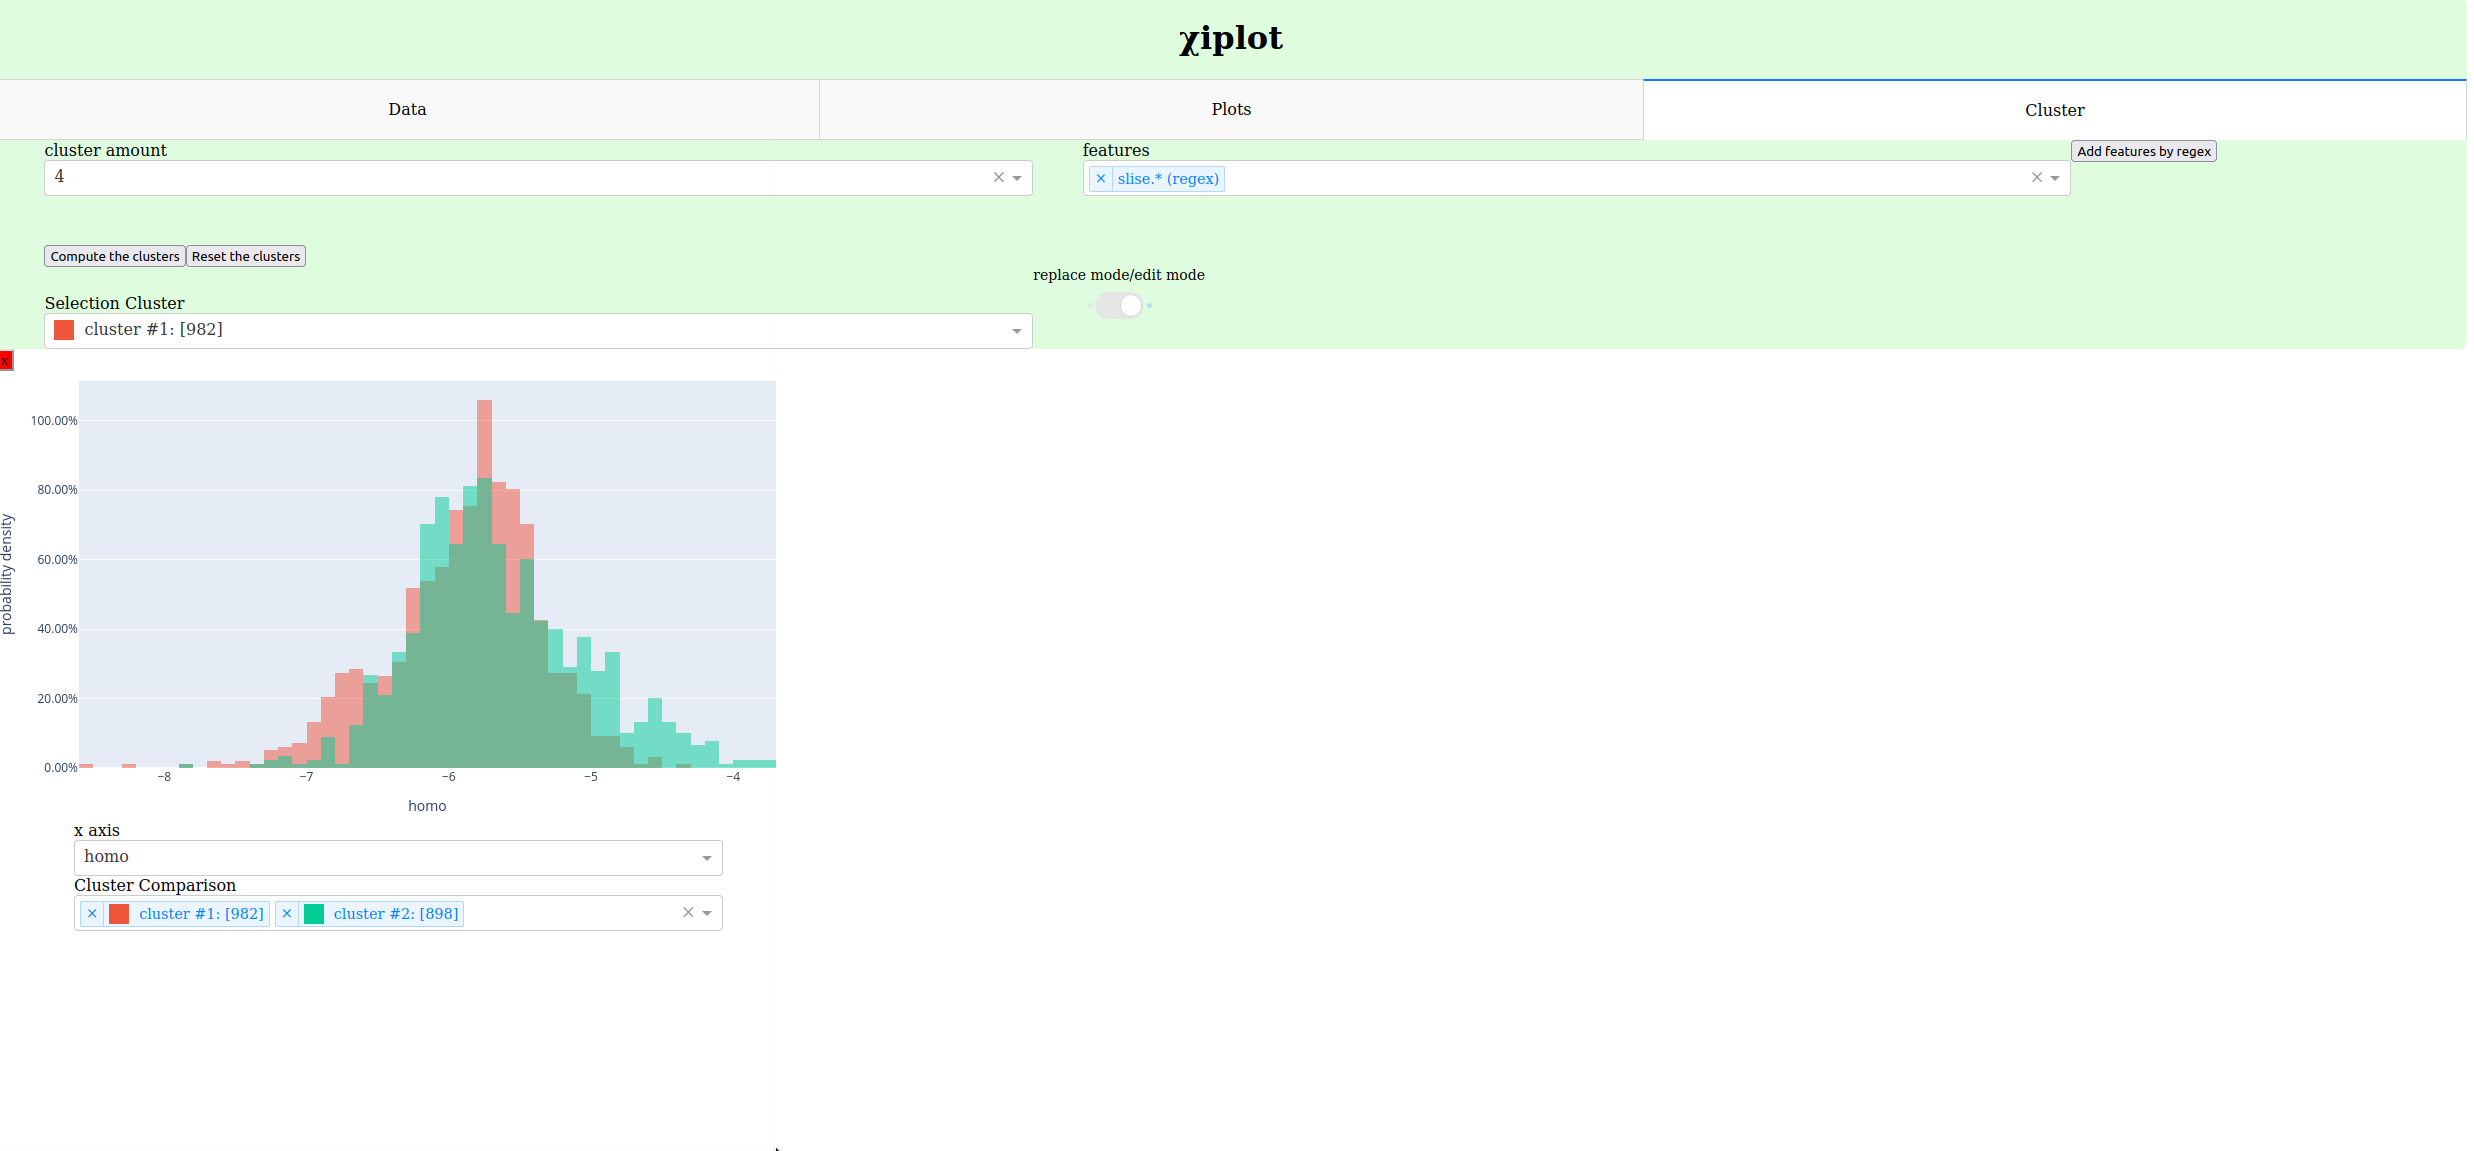 χiplot
Data Plots Cluster
cluster amount features Add features by regex
4 × × slise.* (regex) ×
Compute the clusters Reset the clusters
replace mode/edit mode
Selection Cluster
cluster #1: [982]
x
100.00%
80.00%
60.00%
40.00%
20.00%
0.00%
probability density
−8 −7 −6 −5 −4
homo
x axis
homo
Cluster Comparison
× cluster #1: [982] × cluster #2: [898] ×